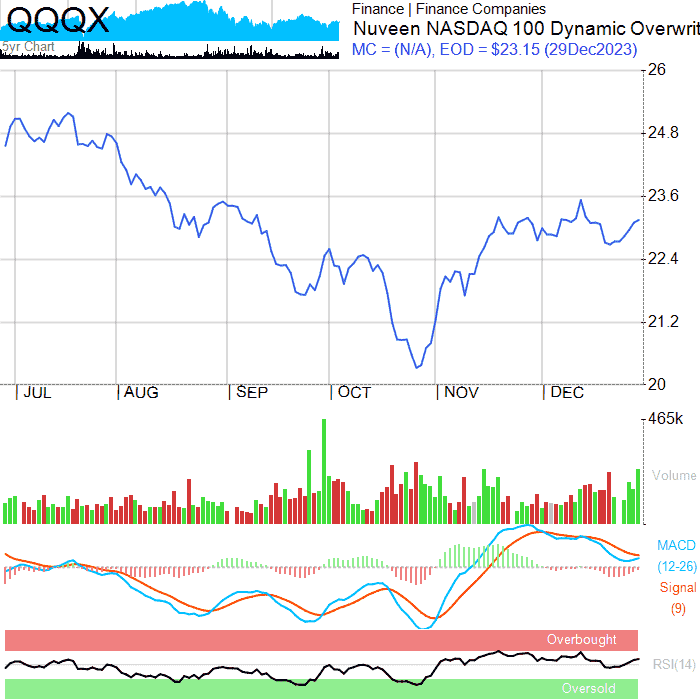 QQQX
5yr Chart
Finance | Finance Companies
Nuveen NASDAQ 100 Dynamic Overwrit
MC = (N/A), EOD = $23.15 (29Dec2023)
26
24.8
23.6
22.4
21.2
20
JUL AUG SEP OCT NOV DEC
465k
Volume
MACD
(12-26)
Signal
(9)
Overbought
RSI(14)
Oversold